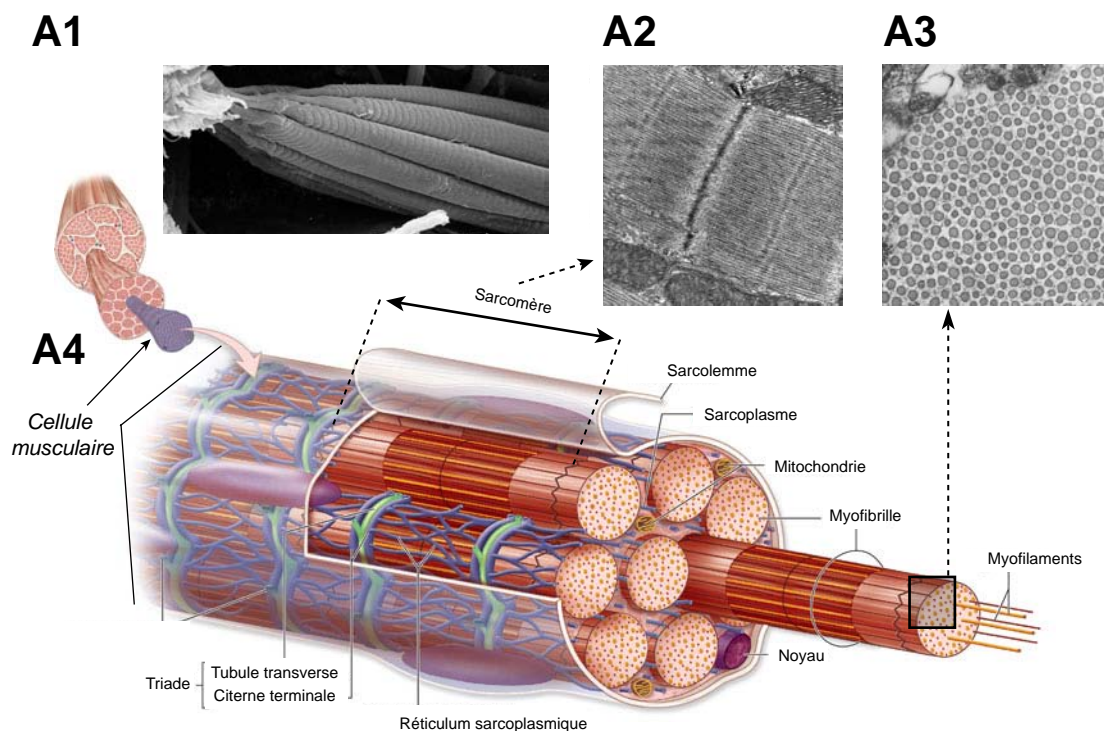 A1
A2
A3
Sarcomère
A4
Cellule
musculaire
Sarcolemme
Sarcoplasme
Mitochondrie
Myofibrille
Myofilaments
Noyau
Triade
Tubule transverse
Citerne terminale
Réticulum sarcoplasmique